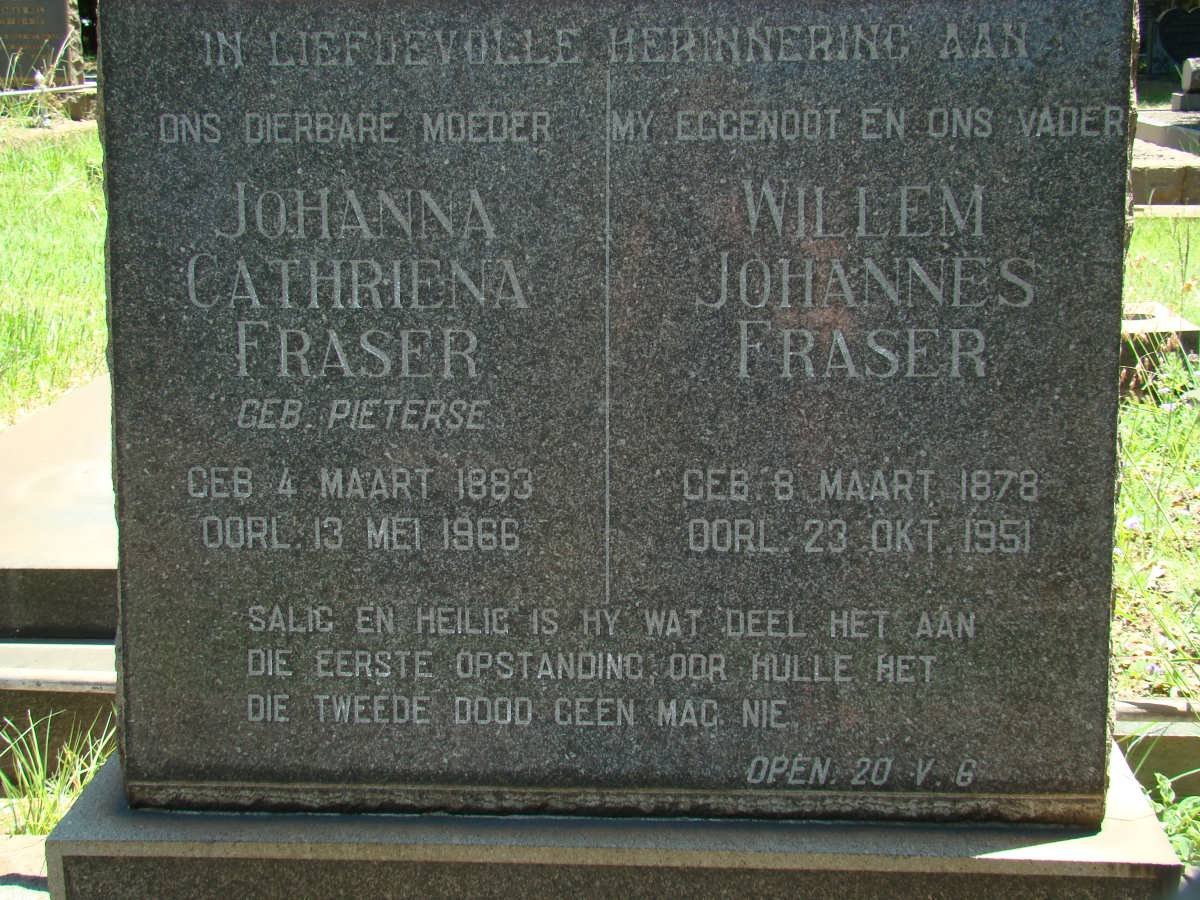 IN LIEFDEVOLLE HERINNERING AAN
ONS DIERBARE MOEDER
JOHANNA
CATHRIENA
FRASER
GEB. PIETERSE
GEB 4 MAART 1883
OORL. 13 MEI 1966
MY EGGENOOT EN ONS VADER
WILLEM
JOHANNES
FRASER
GEB. 8 MAART 1878
OORL. 23 OKT. 1951
SALIG EN HEILIG IS HY WAT DEEL HET AAN
DIE EERSTE OPSTANDING, OOR HULLE HET
DIE TWEEDE DOOD GEEN MAG NIE.
OPEN. 20 V. 6